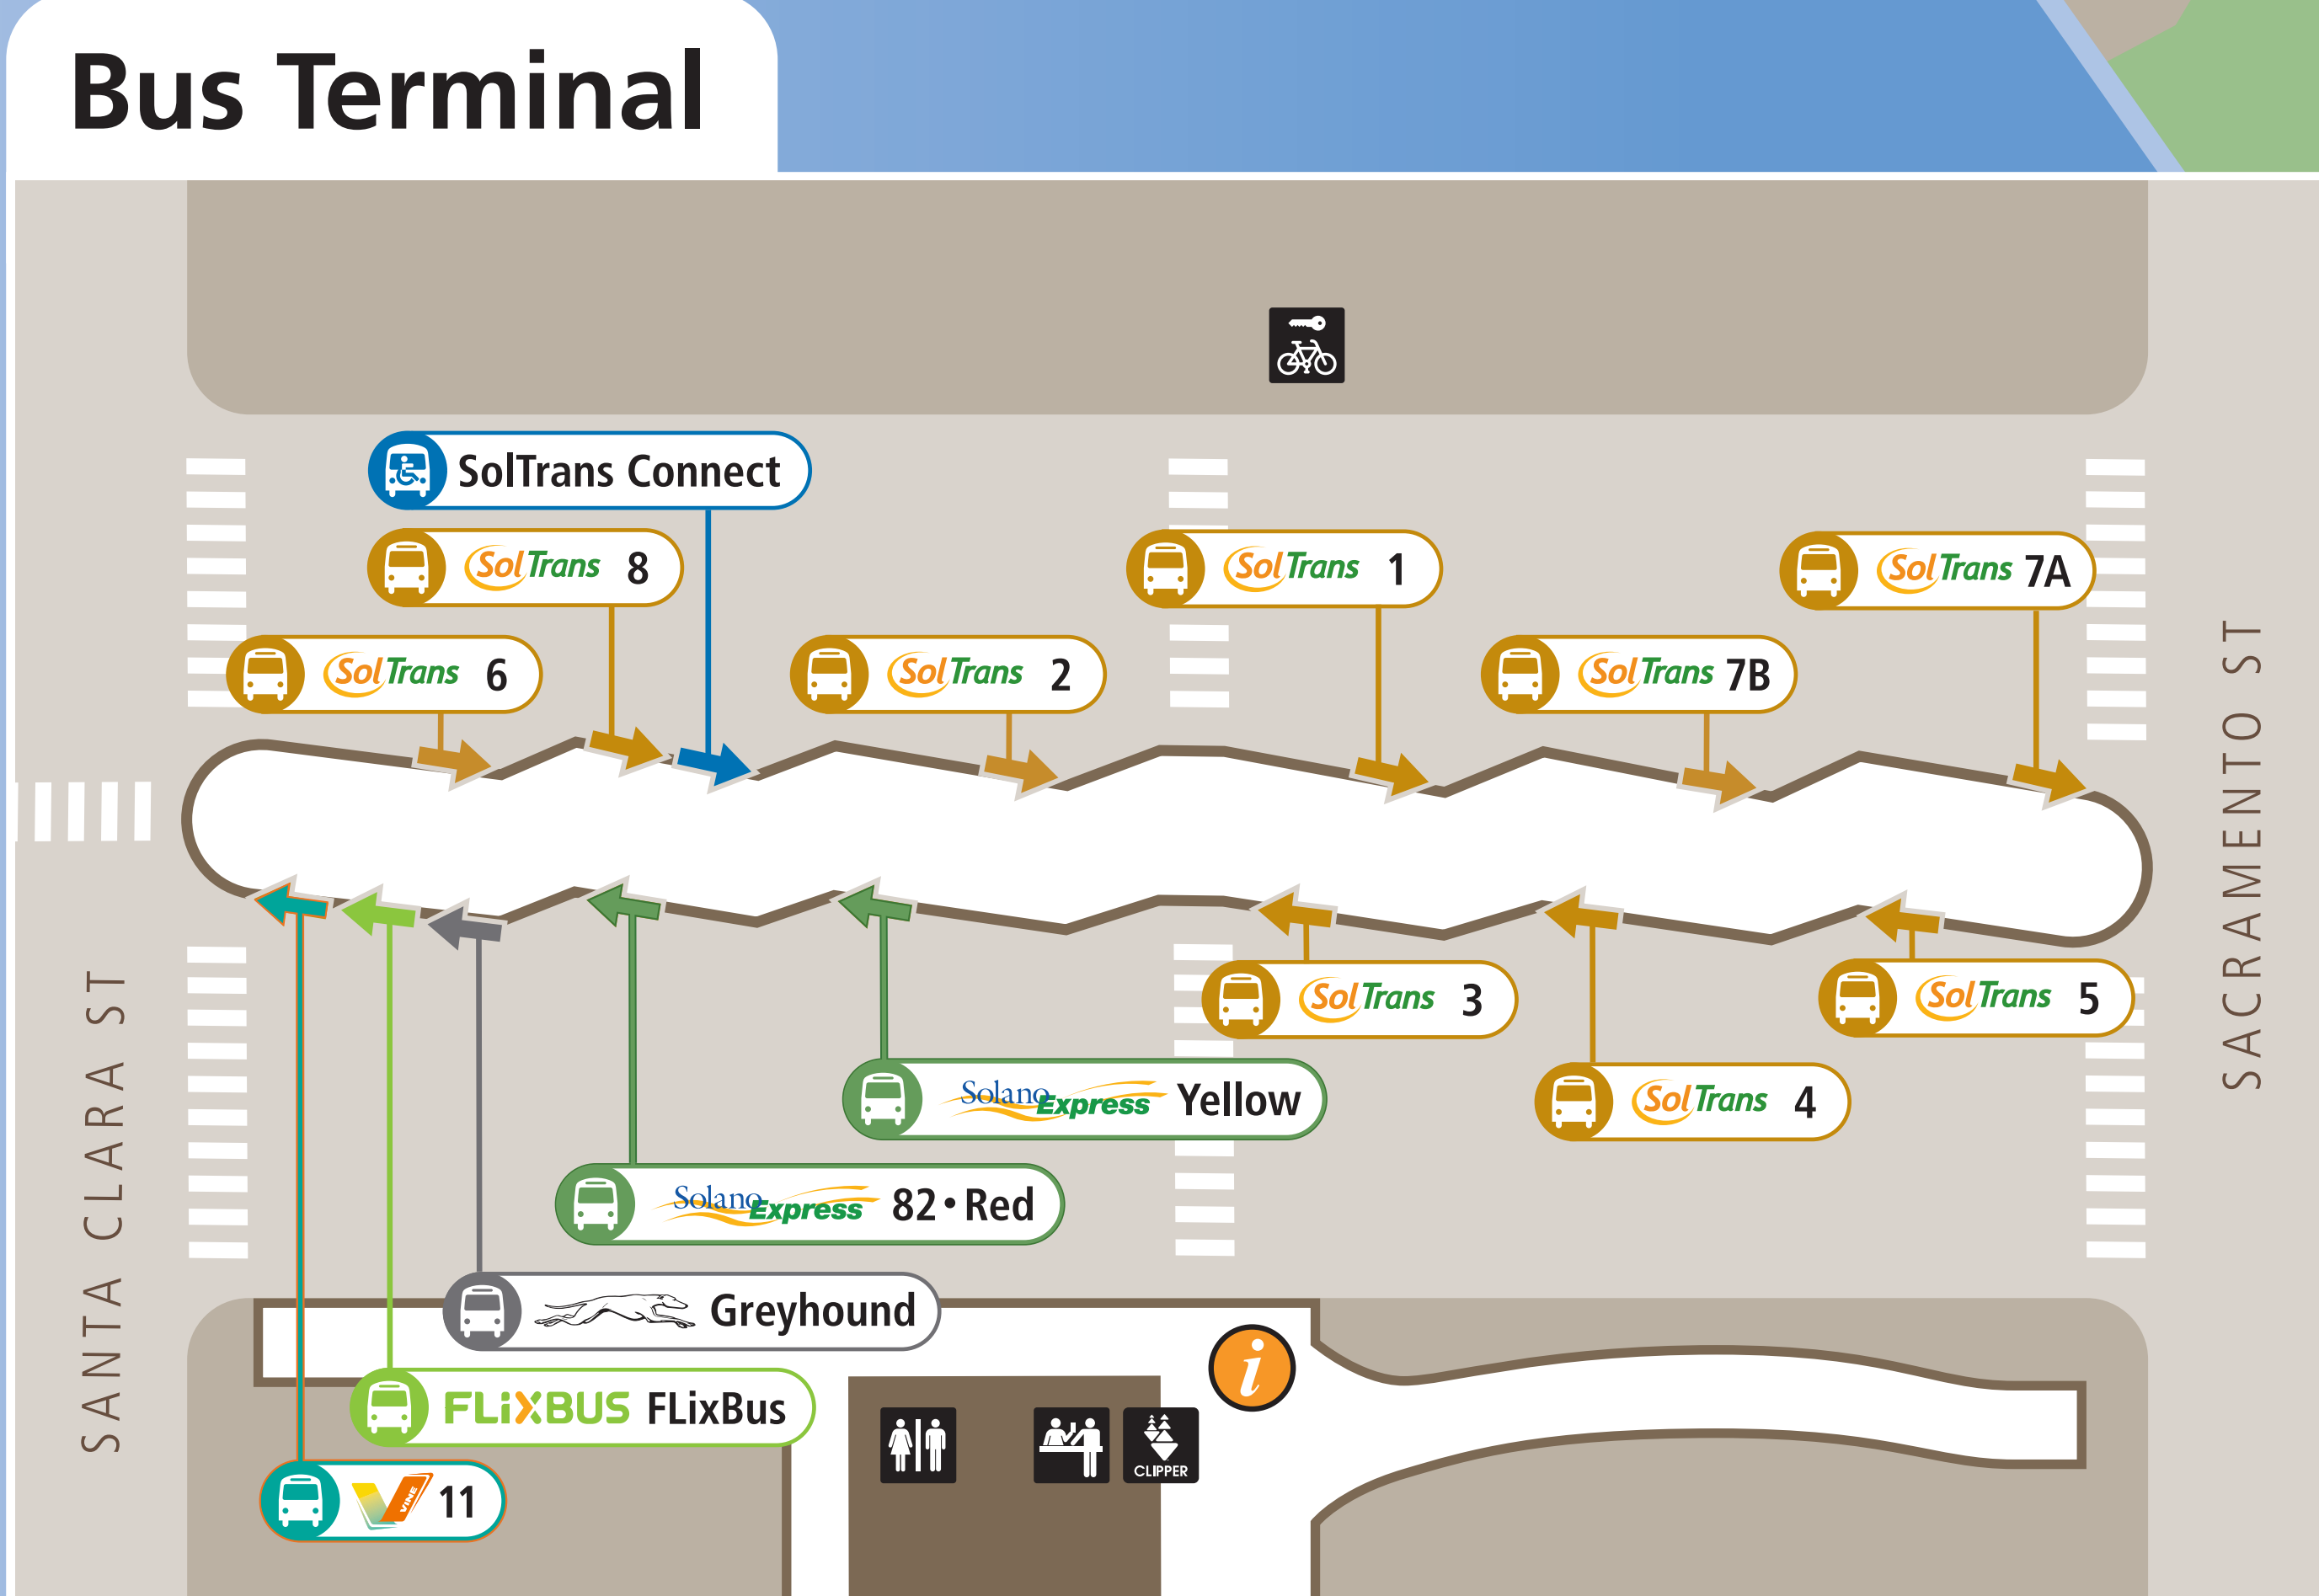 Bus Terminal
SolTrans Connect
SolTrans 8
SolTrans 1
SolTrans 7A
SolTrans 6
SolTrans 2
SolTrans 7B
SACRAMENTO ST
SANTA CLARA ST
SolTrans 3
SolTrans 5
Solano Express Yellow
SolTrans 4
Solano Express 82 • Red
Greyhound
i
FLiXBUS FLixBus
CLIPPER
VINE 11